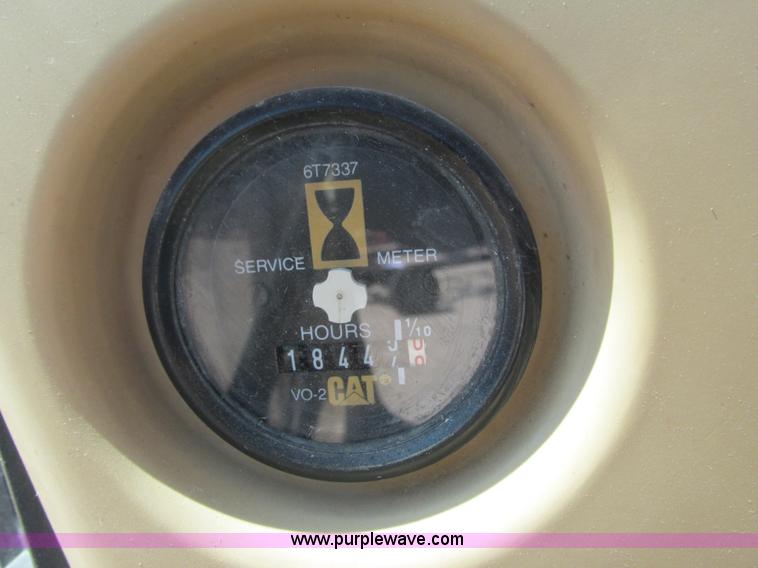 6T7337
SERVICE METER
HOURS 1/10
1844
VO-2 CAT®
www.purplewave.com